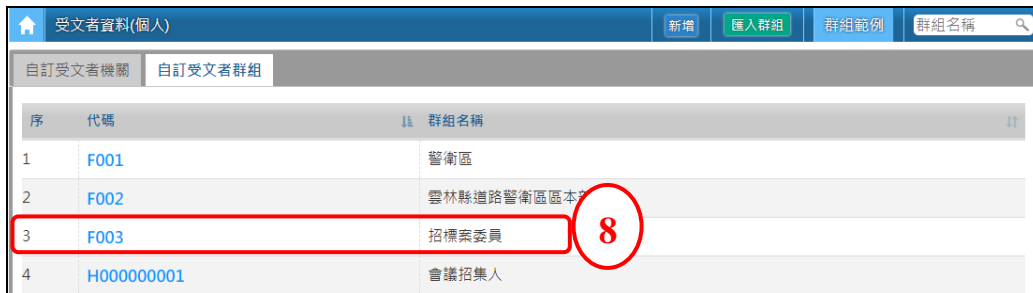 受文者資料(個人) 新增 匯入群組 群組範例 群組名稱
自訂受文者機關 自訂受文者群組
序 代碼 群組名稱
1 F001 警衛區
2 F002 雲林縣道路警衛區區本部
3 F003 招標案委員 8
4 H000000001 會議招集人